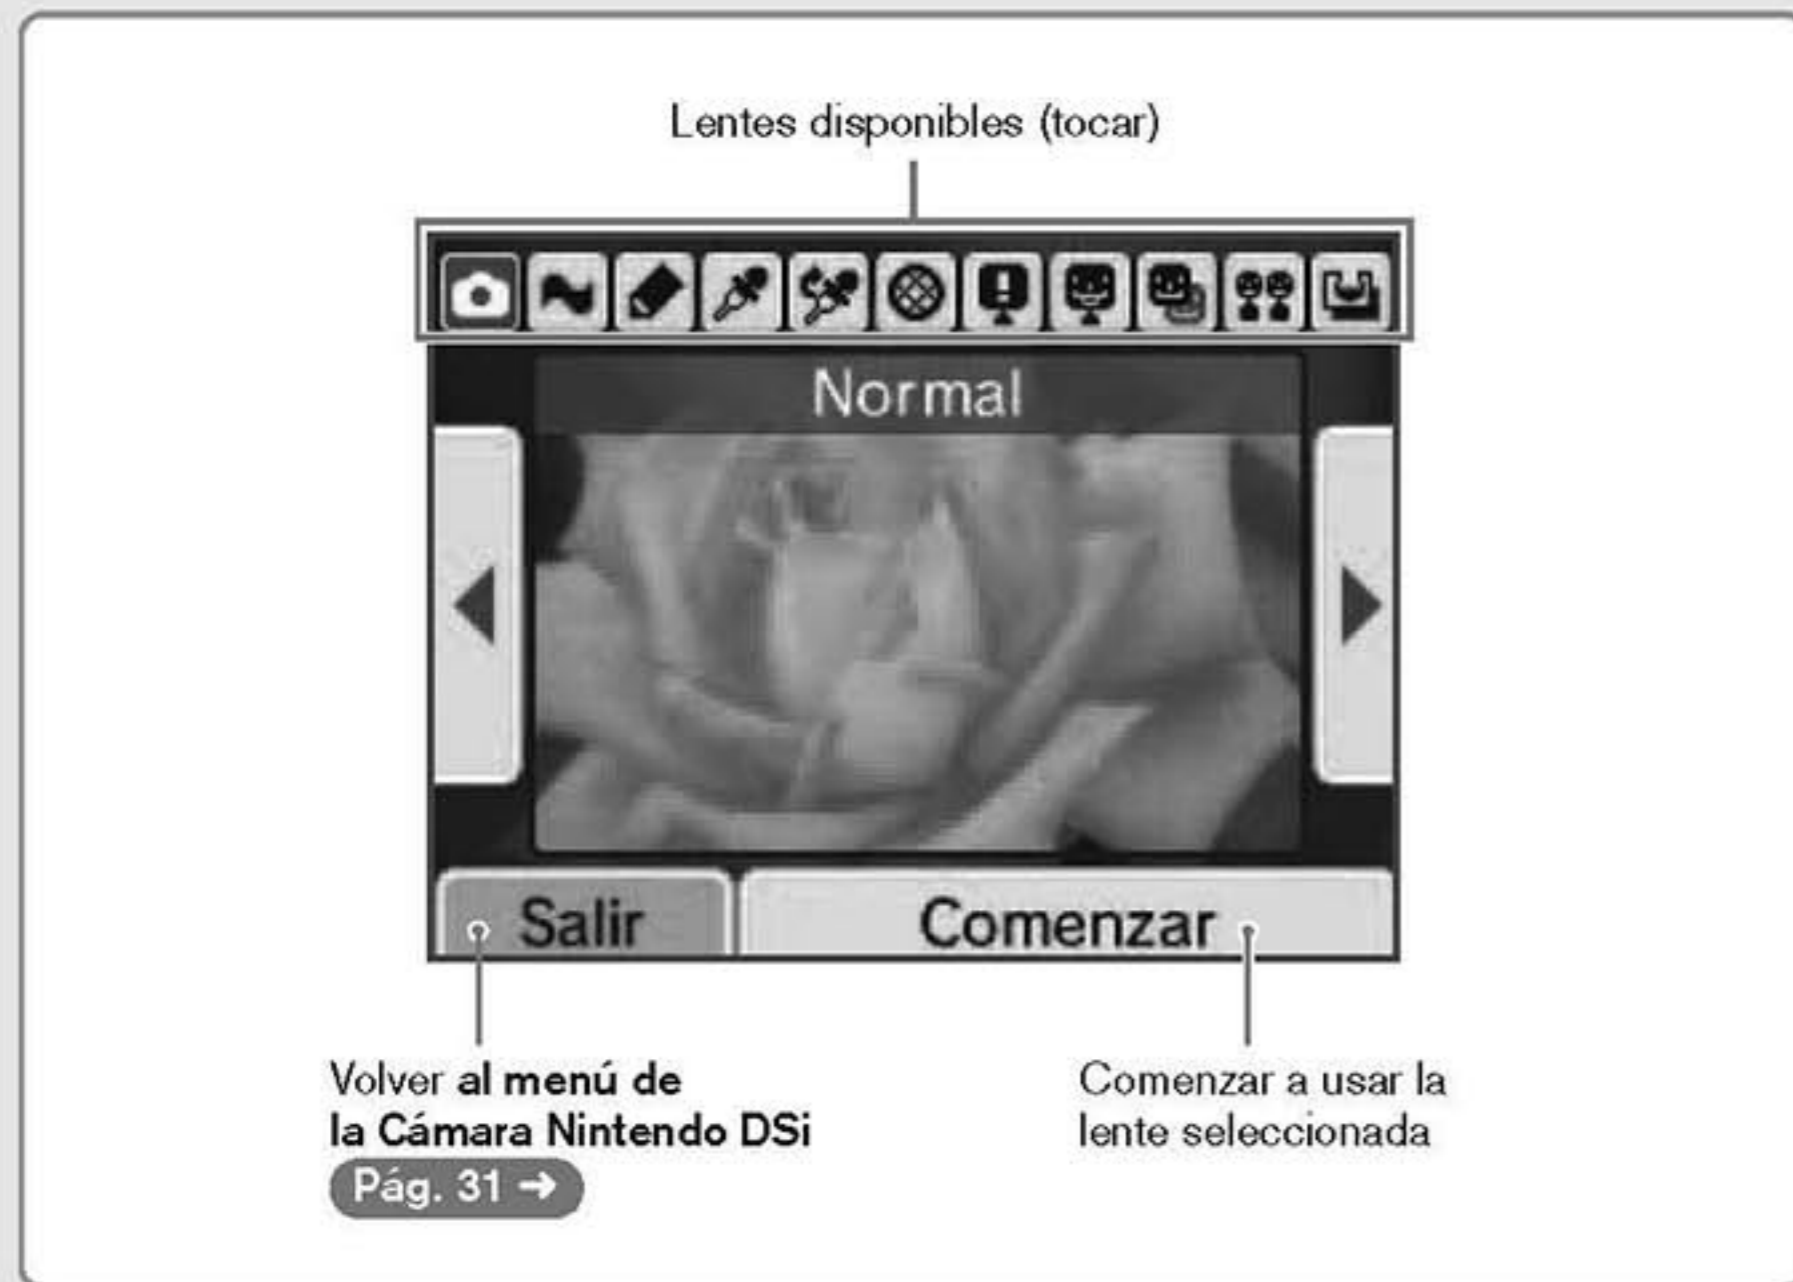 Lentes disponibles (tocar)
Normal
Salir
Comenzar
Volver al menú de
la Cámara Nintendo DSi
Pág. 31 →
Comenzar a usar la
lente seleccionada